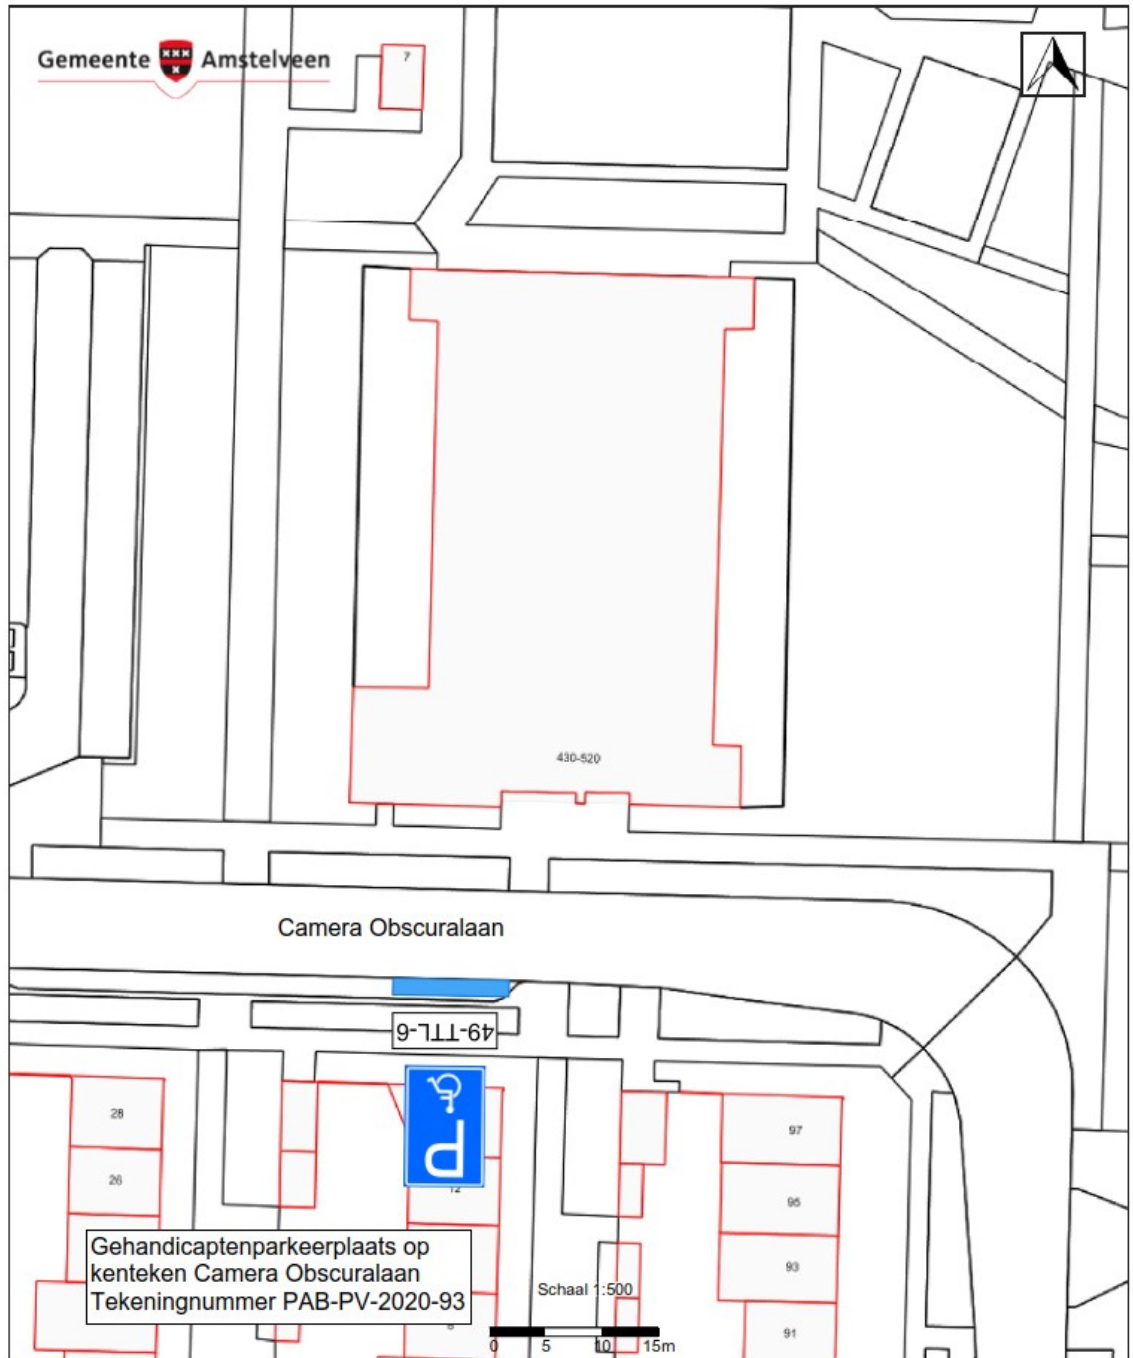 Gemeente Amstelveen
7
430-520
Camera Obscuralaan
49-TTL-6
P
28
26
12
97
95
93
91
Gehandicaptenparkeerplaats op
kenteken Camera Obscuralaan
Tekeningnummer PAB-PV-2020-93
Schaal 1:500
0 5 10 15m